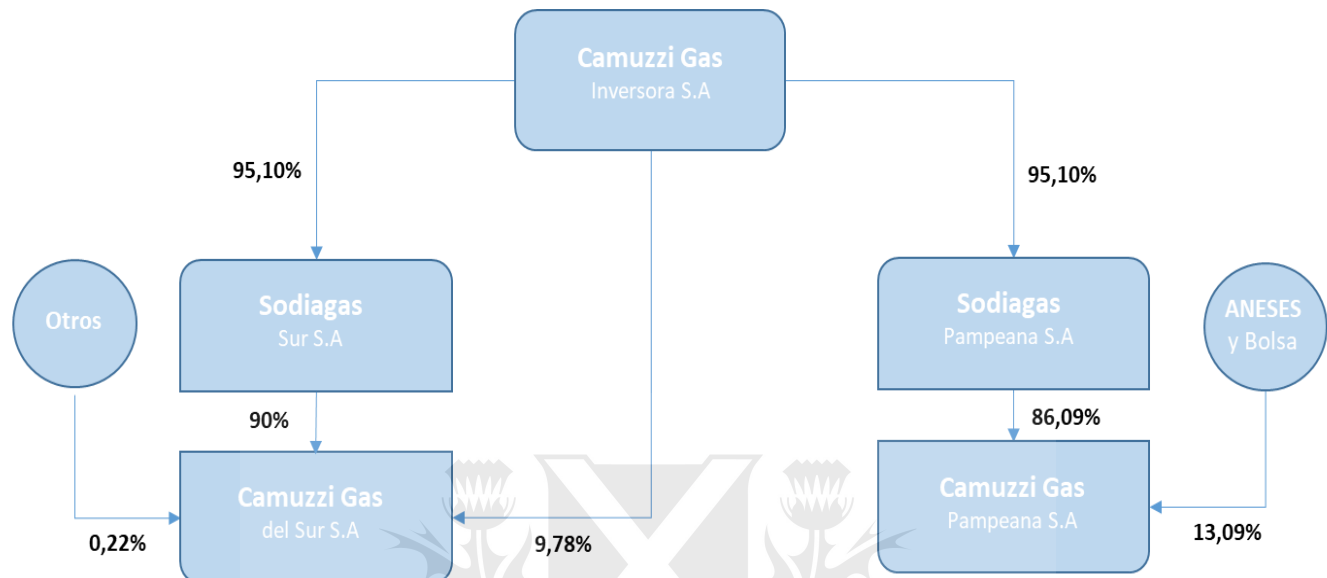 Camuzzi Gas
Inversora S.A
95,10%
95,10%
Otros
Sodiagas
Sur S.A
Sodiagas
Pampeana S.A
ANESES
y Bolsa
90%
86,09%
Camuzzi Gas
del Sur S.A
Camuzzi Gas
Pampeana S.A
0,22%
9,78%
13,09%